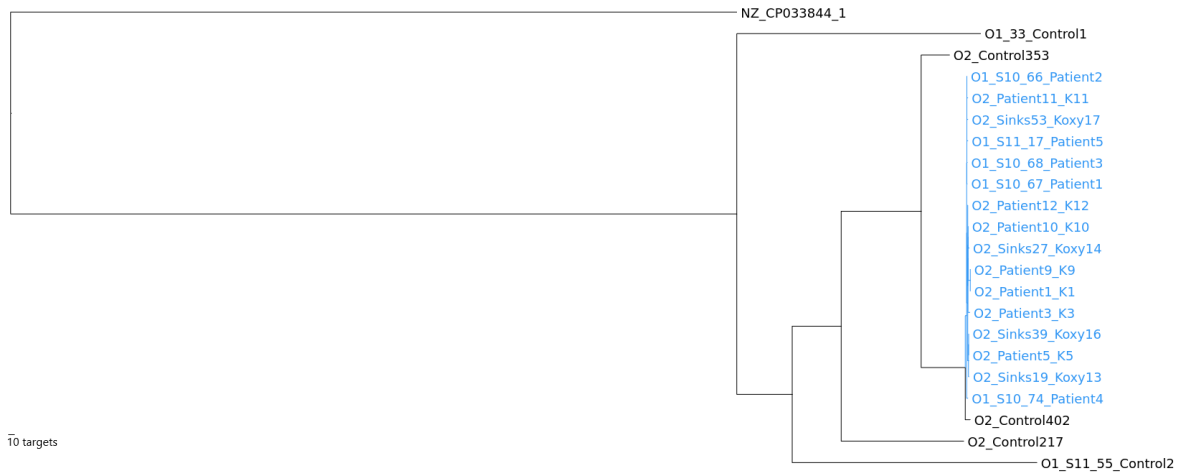 NZ_CP033844_1
O1_33_Control1
O2_Control353
O1_S10_66_Patient2
O2_Patient11_K11
O2_Sinks53_Koxy17
O1_S11_17_Patient5
O1_S10_68_Patient3
O1_S10_67_Patient1
O2_Patient12_K12
O2_Patient10_K10
O2_Sinks27_Koxy14
O2_Patient9_K9
O2_Patient1_K1
O2_Patient3_K3
O2_Sinks39_Koxy16
O2_Patient5_K5
O2_Sinks19_Koxy13
O1_S10_74_Patient4
O2_Control402
10 targets
O2_Control217
O1_S11_55_Control2